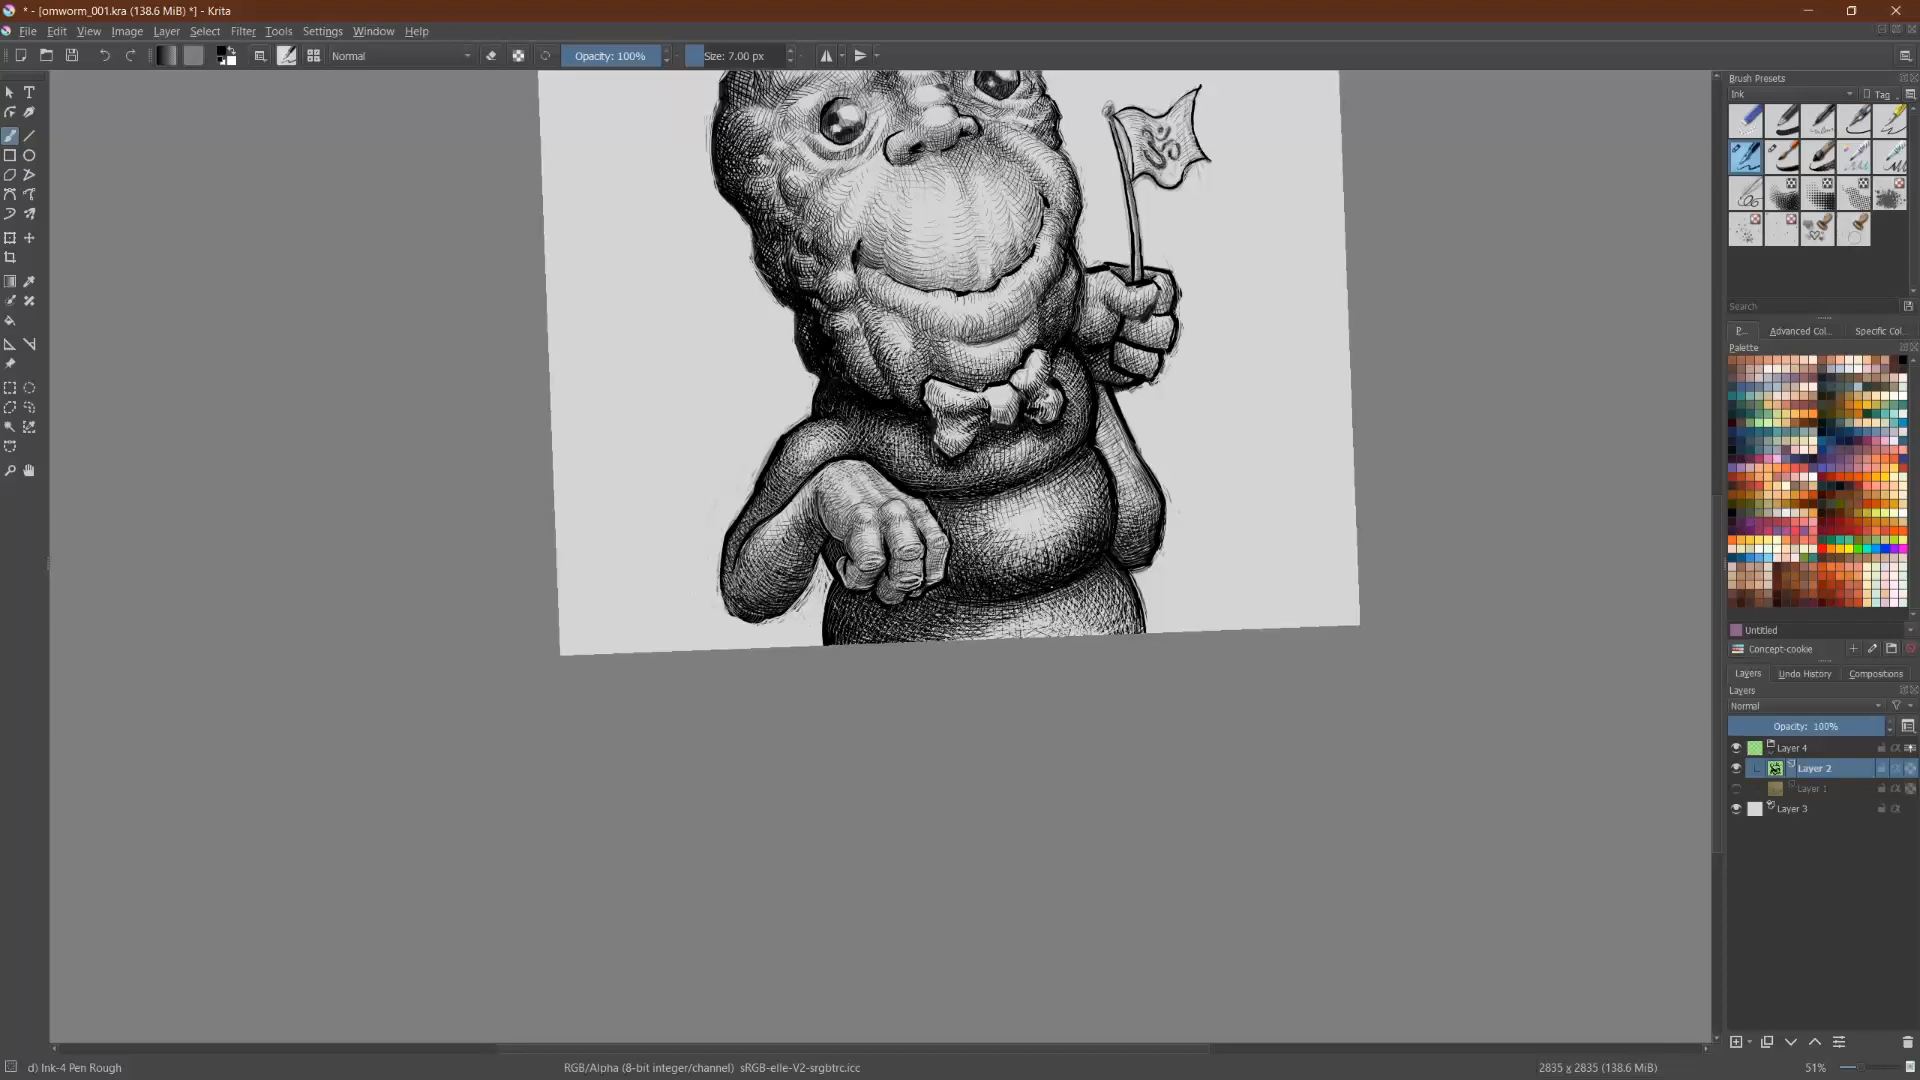 * - [omworm_001.kra (138.6 MiB) *] - Krita
File Edit View Image Layer Select Filter Tools Settings Window Help
Normal
Opacity: 100%
Size: 7.00 px
Brush Presets
Ink
Tag
Search
P...
Advanced Col...
Specific Col...
Palette
Untitled
Concept-cookie
Layers Undo History Compositions
Layers
Normal
Opacity: 100%
Layer 4
Layer 2
Layer 1
Layer 3
d) Ink-4 Pen Rough
RGB/Alpha (8-bit integer/channel) sRGB-elle-V2-srgbtrc.icc
2835 x 2835 (138.6 MiB)
51%